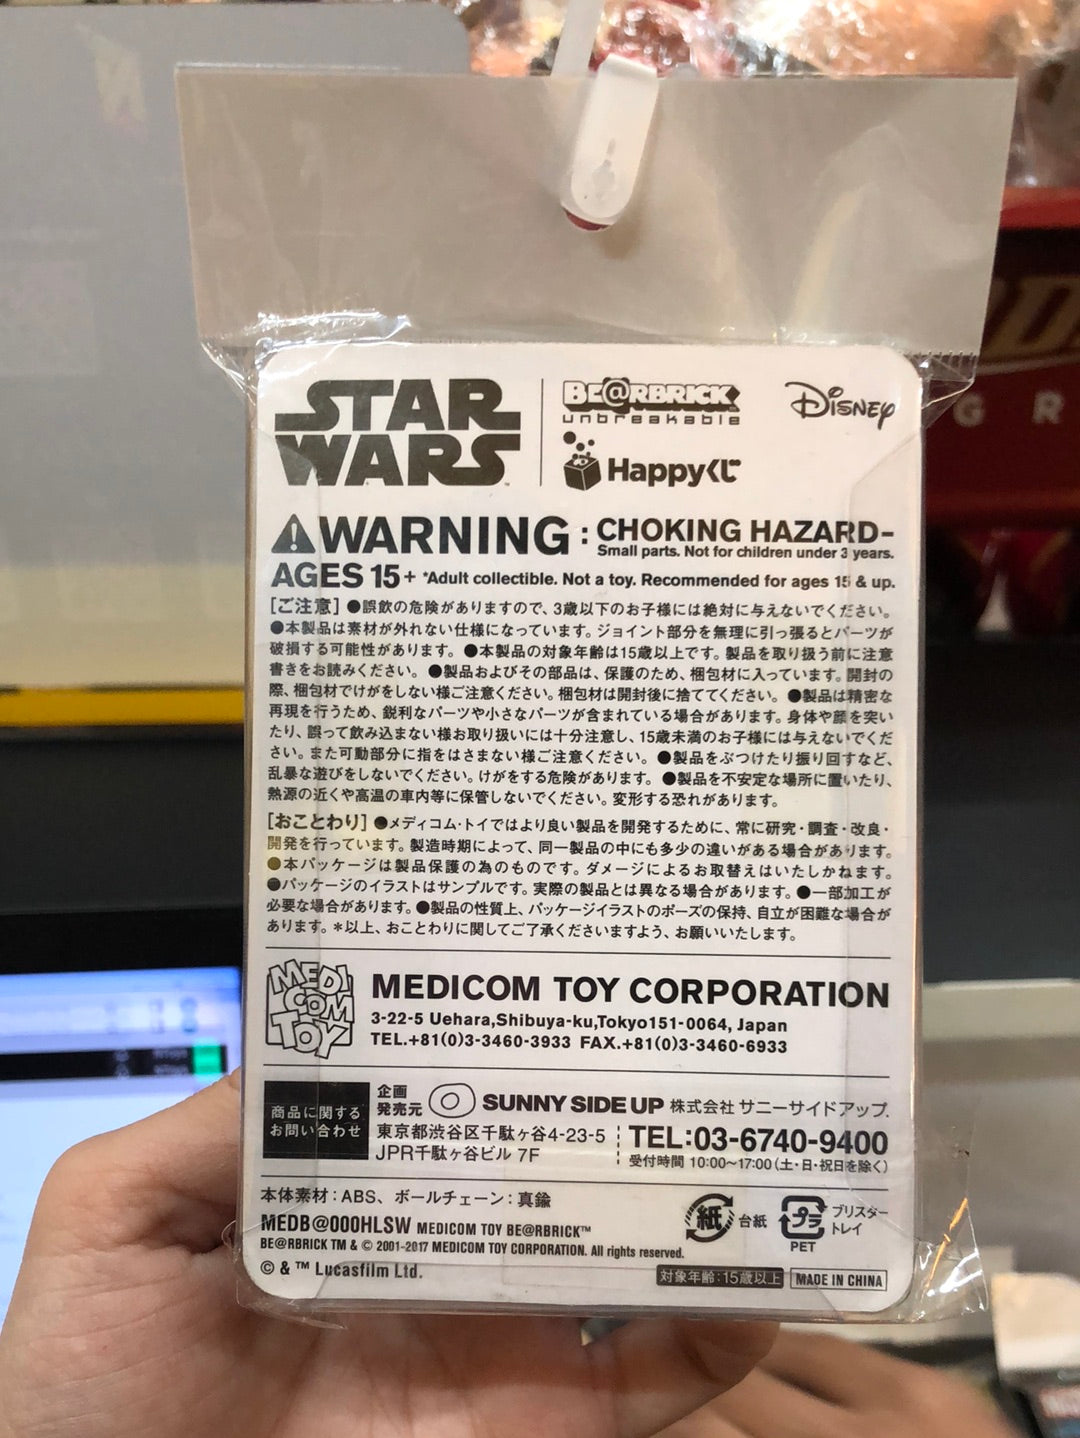 STAR
WARS
BE@RBRICK
unbreakable
Happyくじ
Disney
WARNING : CHOKING HAZARD-
Small parts. Not for children under 3 years.
AGES 15+ *Adult collectible. Not a toy. Recommended for ages 15 & up.
[ご注意] ●誤飲の危険がありますので、3歳以下のお子様には絶対に与えないでください。
●本製品は素材が外れない仕様になっています。ジョイント部分を無理に引っ張るとパーツが
破損する可能性があります。●本製品の対象年齢は15歳以上です。製品を取り扱う前に注意
書きをお読みください。●製品およびその部品は、保護のため、梱包材に入っています。開封の
際、梱包材でけがをしない様ご注意ください。梱包材は開封後に捨ててください。●製品は精密な
再現を行うため、鋭利なパーツや小さなパーツが含まれている場合があります。身体や顔を突い
たり、誤って飲み込まない様お取り扱いには十分注意し、15歳未満のお子様には与えないでくだ
さい。また可動部分に指をはさまない様ご注意ください。●製品をぶつけたり振り回すなど、
乱暴な遊びをしないでください。けがをする危険があります。●製品を不安定な場所に置いたり、
熱源の近くや高温の車内等に保管しないでください。変形する恐れがあります。
[おことわり] ●メディコム・トイではより良い製品を開発するために、常に研究・調査・改良・
開発を行っています。製造時期によって、同一製品の中にも多少の違いがある場合があります。
●本パッケージは製品保護の為のものです。ダメージによるお取替えはいたしかねます。
●パッケージのイラストはサンプルです。実際の製品とは異なる場合があります。●一部加工が
必要な場合があります。●製品の性質上、パッケージイラストのポーズの保持、自立が困難な場合が
あります。＊以上、おことわりに関してご了承くださいますよう、お願いいたします。
MEDI
COM
TOY
MEDICOM TOY CORPORATION
3-22-5 Uehara,Shibuya-ku,Tokyo151-0064, Japan
TEL.+81(0)3-3460-3933 FAX.+81(0)3-3460-6933
商品に関する
お問い合わせ
企画
発売元
SUNNY SIDE UP 株式会社 サニーサイドアップ.
東京都渋谷区千駄ヶ谷4-23-5
JPR千駄ヶ谷ビル 7F
TEL:03-6740-9400
受付時間 10:00〜17:00(土・日・祝日を除く)
本体素材：ABS、ボールチェーン：真鍮
MEDB@000HLSW MEDICOM TOY BE@RBRICK™
BE@RBRICK TM & © 2001-2017 MEDICOM TOY CORPORATION. All rights reserved.
© & ™ Lucasfilm Ltd.
紙 台紙
プラ
PET
ブリスター
トレイ
対象年齢:15歳以上
MADE IN CHINA
G R